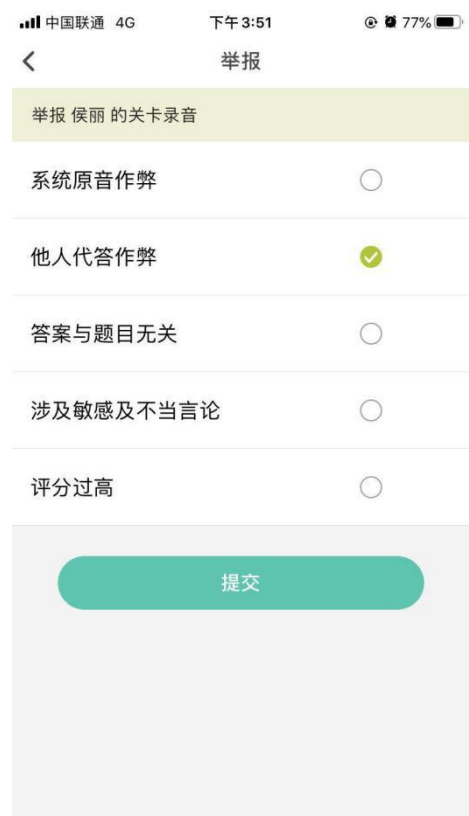 中国联通 4G 下午3:51 77%
举报
举报 侯丽 的关卡录音
系统原音作弊
他人代答作弊
答案与题目无关
涉及敏感及不当言论
评分过高
提交